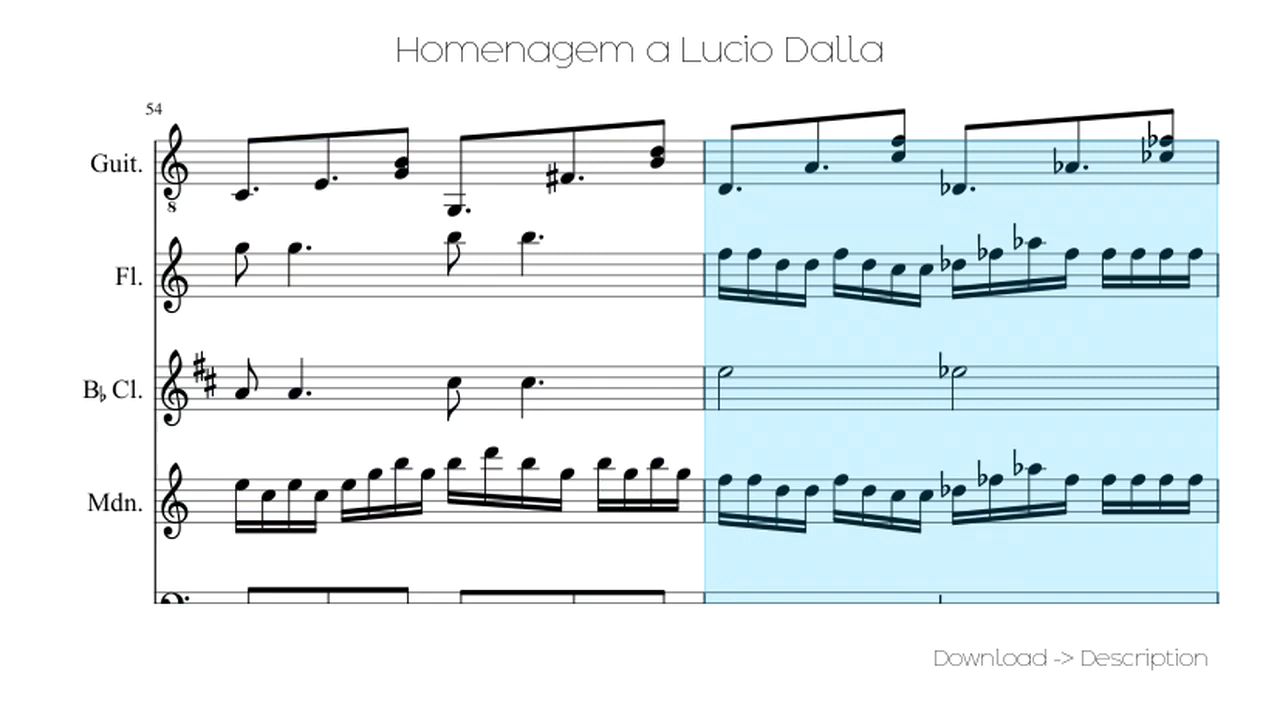 Homenagem a Lucio Dalla
54
Guit.
8
Fl.
B♭ Cl.
Mdn.
Download -> Description